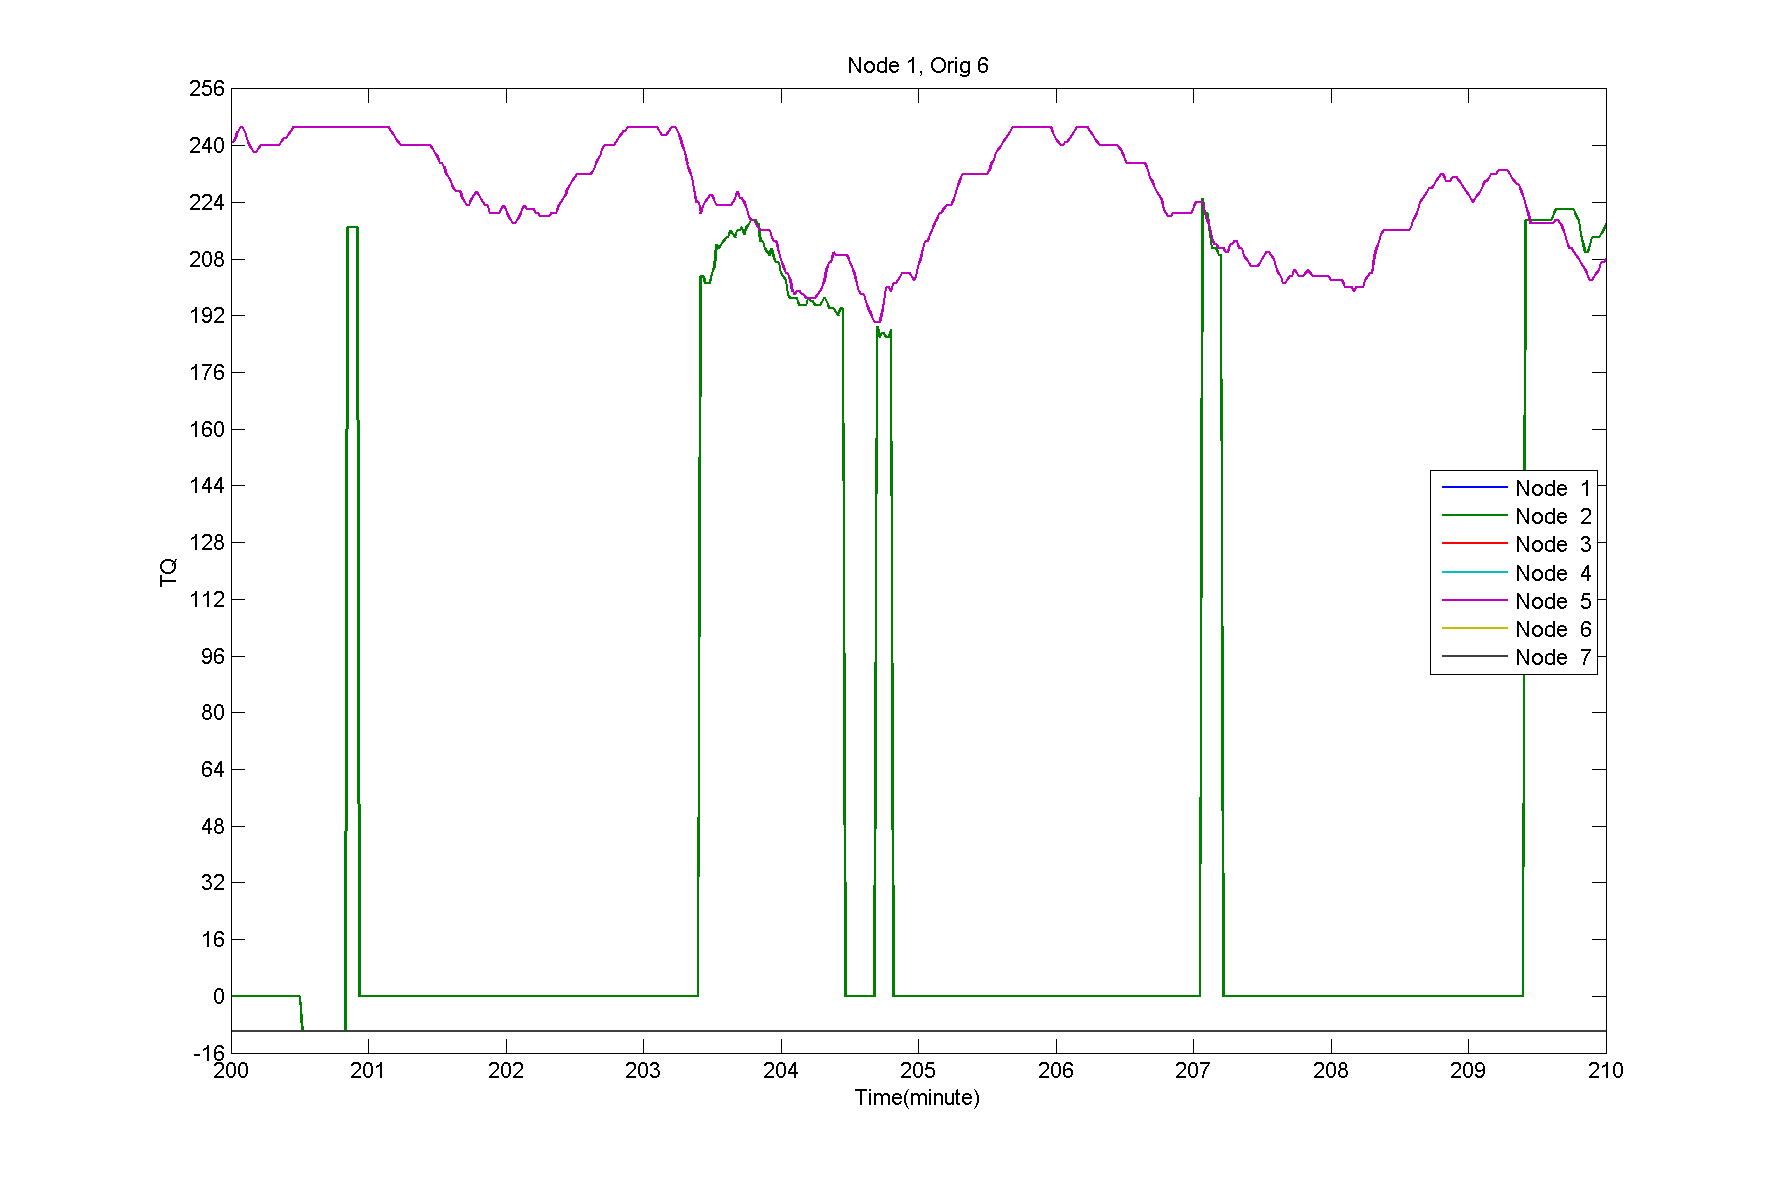 Node 1, Orig 6
256
240
224
208
192
176
160
144
128
112
96
80
64
48
32
16
0
-16
TQ
Node 1
Node 2
Node 3
Node 4
Node 5
Node 6
Node 7
200 201 202 203 204 205 206 207 208 209 210
Time(minute)